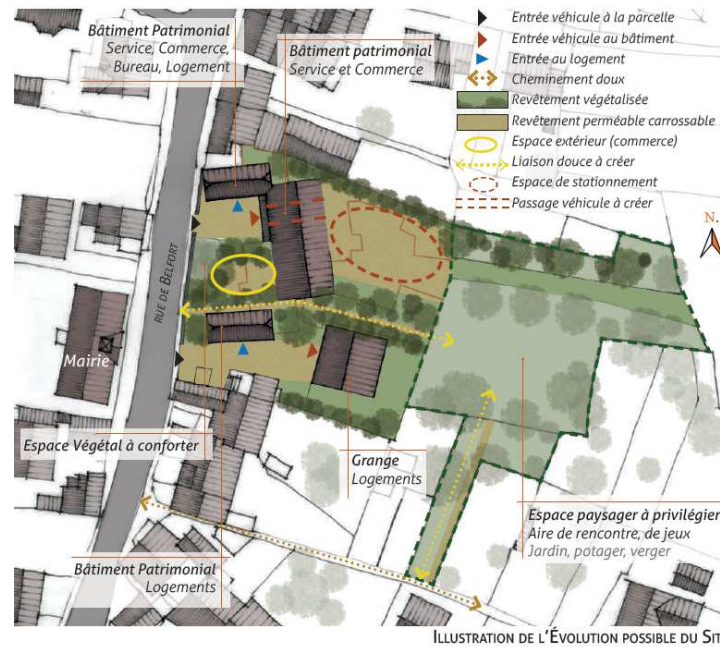 Bâtiment Patrimonial
Service, Commerce,
Bureau, Logement
Bâtiment patrimonial
Service et Commerce
Entrée véhicule à la parcelle
Entrée véhicule au bâtiment
Entrée au logement
Cheminement doux
Revêtement végétalisée
Revêtement perméable carrossable
Espace extérieur (commerce)
Liaison douce à créer
Espace de stationnement
Passage véhicule à créer
N.
RUE DE BELFORT
Mairie
Espace Végétal à conforter
Grange
Logements
Bâtiment Patrimonial
Logements
Espace paysager à privilégier
Aire de rencontre, de jeux
Jardin, potager, verger
ILLUSTRATION DE L'ÉVOLUTION POSSIBLE DU SIT